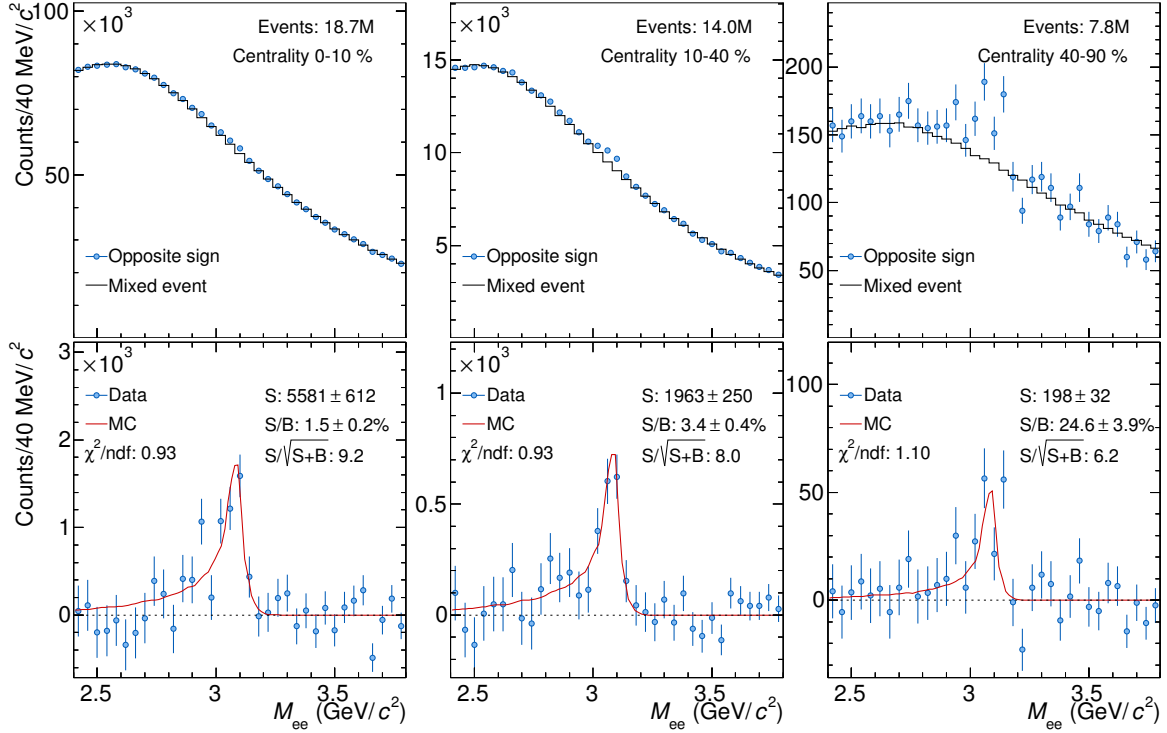 Counts/40 MeV/c²
100
50
×10³
Events: 18.7M
Centrality 0-10 %
Opposite sign
Mixed event
15
10
5
×10³
Events: 14.0M
Centrality 10-40 %
Opposite sign
Mixed event
200
150
100
50
Events: 7.8M
Centrality 40-90 %
Opposite sign
Mixed event
Counts/40 MeV/c²
3
2
1
0
×10³
Data
MC
χ²/ndf: 0.93
S: 5581 ± 612
S/B: 1.5 ± 0.2%
S/√S+B: 9.2
2.5 3 3.5
M_ee (GeV/c²)
1
0.5
0
×10³
Data
MC
χ²/ndf: 0.93
S: 1963 ± 250
S/B: 3.4 ± 0.4%
S/√S+B: 8.0
2.5 3 3.5
M_ee (GeV/c²)
100
50
0
Data
MC
χ²/ndf: 1.10
S: 198 ± 32
S/B: 24.6 ± 3.9%
S/√S+B: 6.2
2.5 3 3.5
M_ee (GeV/c²)